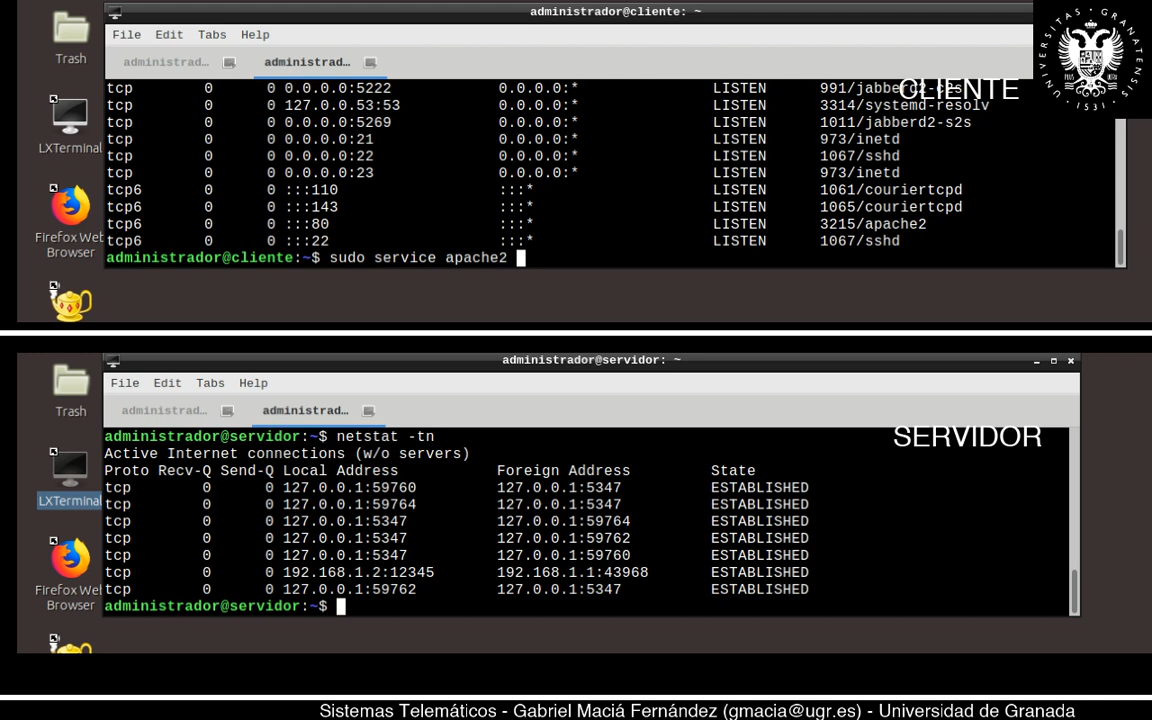 administrador@cliente: ~
File Edit Tabs Help
Trash
administrad... administrad...
CLIENTE
UNIVERSITAS GRANATENSIS 1531
tcp 0 0 0.0.0.0:5222 0.0.0.0:* LISTEN 991/jabberd2-c2s
tcp 0 0 127.0.0.53:53 0.0.0.0:* LISTEN 3314/systemd-resolv
tcp 0 0 0.0.0.0:5269 0.0.0.0:* LISTEN 1011/jabberd2-s2s
tcp 0 0 0.0.0.0:21 0.0.0.0:* LISTEN 973/inetd
LXTerminal
tcp 0 0 0.0.0.0:22 0.0.0.0:* LISTEN 1067/sshd
tcp 0 0 0.0.0.0:23 0.0.0.0:* LISTEN 973/inetd
tcp6 0 0 :::110 :::* LISTEN 1061/couriertcpd
tcp6 0 0 :::143 :::* LISTEN 1065/couriertcpd
tcp6 0 0 :::80 :::* LISTEN 3215/apache2
Firefox Web
Browser
tcp6 0 0 :::22 :::* LISTEN 1067/sshd
administrador@cliente:~$ sudo service apache2
administrador@servidor: ~
File Edit Tabs Help
Trash
administrad... administrad...
SERVIDOR
administrador@servidor:~$ netstat -tn
Active Internet connections (w/o servers)
Proto Recv-Q Send-Q Local Address Foreign Address State
tcp 0 0 127.0.0.1:59760 127.0.0.1:5347 ESTABLISHED
LXTerminal
tcp 0 0 127.0.0.1:59764 127.0.0.1:5347 ESTABLISHED
tcp 0 0 127.0.0.1:5347 127.0.0.1:59764 ESTABLISHED
tcp 0 0 127.0.0.1:5347 127.0.0.1:59762 ESTABLISHED
tcp 0 0 127.0.0.1:5347 127.0.0.1:59760 ESTABLISHED
tcp 0 0 192.168.1.2:12345 192.168.1.1:43968 ESTABLISHED
tcp 0 0 127.0.0.1:59762 127.0.0.1:5347 ESTABLISHED
Firefox Web
Browser
administrador@servidor:~$
Sistemas Telemáticos - Gabriel Maciá Fernández (gmacia@ugr.es) - Universidad de Granada